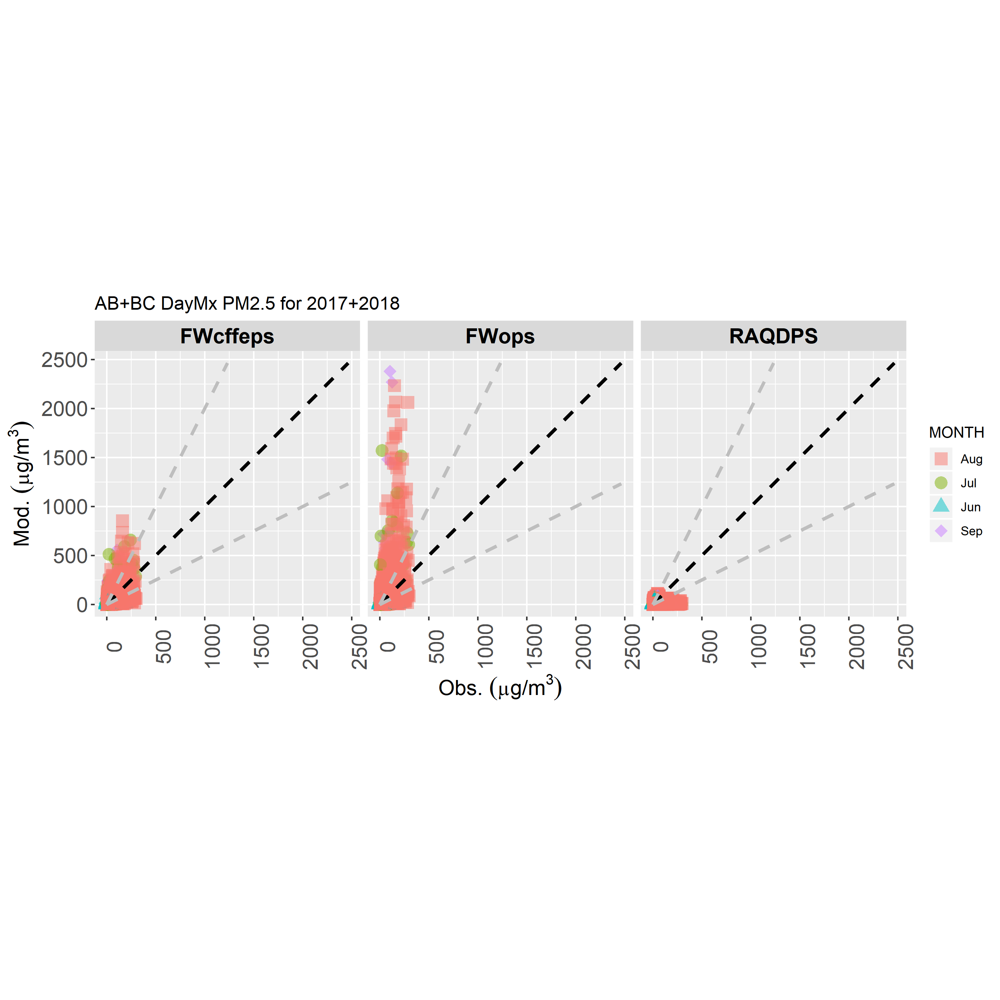 AB+BC DayMx PM2.5 for 2017+2018
FWcffeps
FWops
RAQDPS
2500
2000
1500
1000
500
0
Mod. (μg/m³)
0 500 1000 1500 2000 2500
0 500 1000 1500 2000 2500
0 500 1000 1500 2000 2500
Obs. (μg/m³)
MONTH
Aug
Jul
Jun
Sep